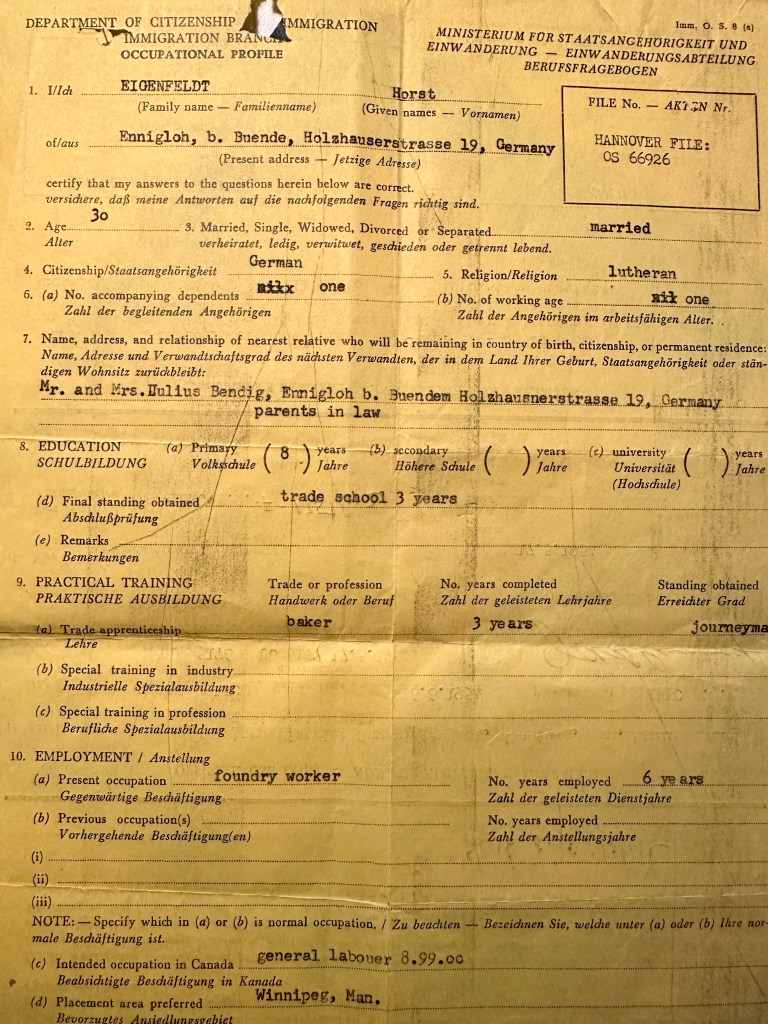 Imm. O. S. 8 (a)
DEPARTMENT OF CITIZENSHIP IMMIGRATION
IMMIGRATION BRANCH
OCCUPATIONAL PROFILE
MINISTERIUM FÜR STAATSANGEHÖRIGKEIT UND
EINWANDERUNG — EINWANDERUNGSABTEILUNG
BERUFSFRAGEBOGEN
1. I/Ich EIGENFELDT Horst
(Family name — Familienname) (Given names — Vornamen)
FILE No. — AKTEN Nr.
HANNOVER FILE:
OS 66926
of/aus Ennigloh, b. Buende, Holzhauserstrasse 19, Germany
(Present address — Jetzige Adresse)
certify that my answers to the questions herein below are correct.
versichere, daß meine Antworten auf die nachfolgenden Fragen richtig sind.
2. Age 30 3. Married, Single, Widowed, Divorced or Separated married
Alter verheiratet, ledig, verwitwet, geschieden oder getrennt lebend.
4. Citizenship/Staatsangehörigkeit German 5. Religion/Religion lutheran
6. (a) No. accompanying dependents one (b) No. of working age one
Zahl der begleitenden Angehörigen Zahl der Angehörigen im arbeitsfähigen Alter.
7. Name, address, and relationship of nearest relative who will be remaining in country of birth, citizenship, or permanent residence:
Name, Adresse und Verwandtschaftsgrad des nächsten Verwandten, der in dem Land Ihrer Geburt, Staatsangehörigkeit oder stän-
digen Wohnsitz zurückbleibt:
Mr. and Mrs. Bendig, Ennigloh b. Buendem Holzhausnerstrasse 19, Germany
parents in law
8. EDUCATION (a) Primary ( 8 ) years (b) secondary ( ) years (c) university ( ) years
SCHULBILDUNG Volksschule Jahre Höhere Schule Jahre Universität Jahre
(Hochschule)
(d) Final standing obtained trade school 3 years
Abschlußprüfung
(e) Remarks
Bemerkungen
9. PRACTICAL TRAINING Trade or profession No. years completed Standing obtained
PRAKTISCHE AUSBILDUNG Handwerk oder Beruf Zahl der geleisteten Lehrjahre Erreichter Grad
(a) Trade apprenticeship baker 3 years journeyma
Lehre
(b) Special training in industry
Industrielle Spezialausbildung
(c) Special training in profession
Berufliche Spezialausbildung
10. EMPLOYMENT / Anstellung
(a) Present occupation foundry worker No. years employed 6 years
Gegenwärtige Beschäftigung Zahl der geleisteten Dienstjahre
(b) Previous occupation(s) No. years employed
Vorhergehende Beschäftigung(en) Zahl der Anstellungsjahre
(i)
(ii)
(iii)
NOTE: — Specify which in (a) or (b) is normal occupation. / Zu beachten — Bezeichnen Sie, welche unter (a) oder (b) Ihre nor-
male Beschäftigung ist.
(c) Intended occupation in Canada general labouer 8.99.00
Beabsichtigte Beschäftigung in Kanada
(d) Placement area preferred Winnipeg, Man.
Bevorzugtes Ansiedlungsgebiet